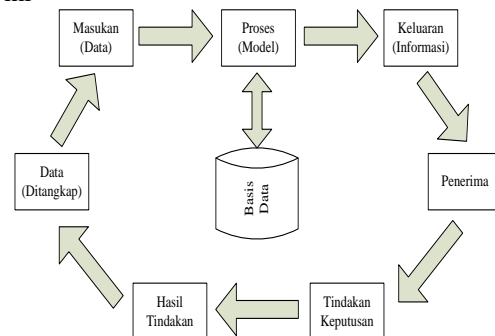 Masukan
(Data)
Proses
(Model)
Keluaran
(Informasi)
Data
(Ditangkap)
Basis
Data
Penerima
Hasil
Tindakan
Tindakan
Keputusan